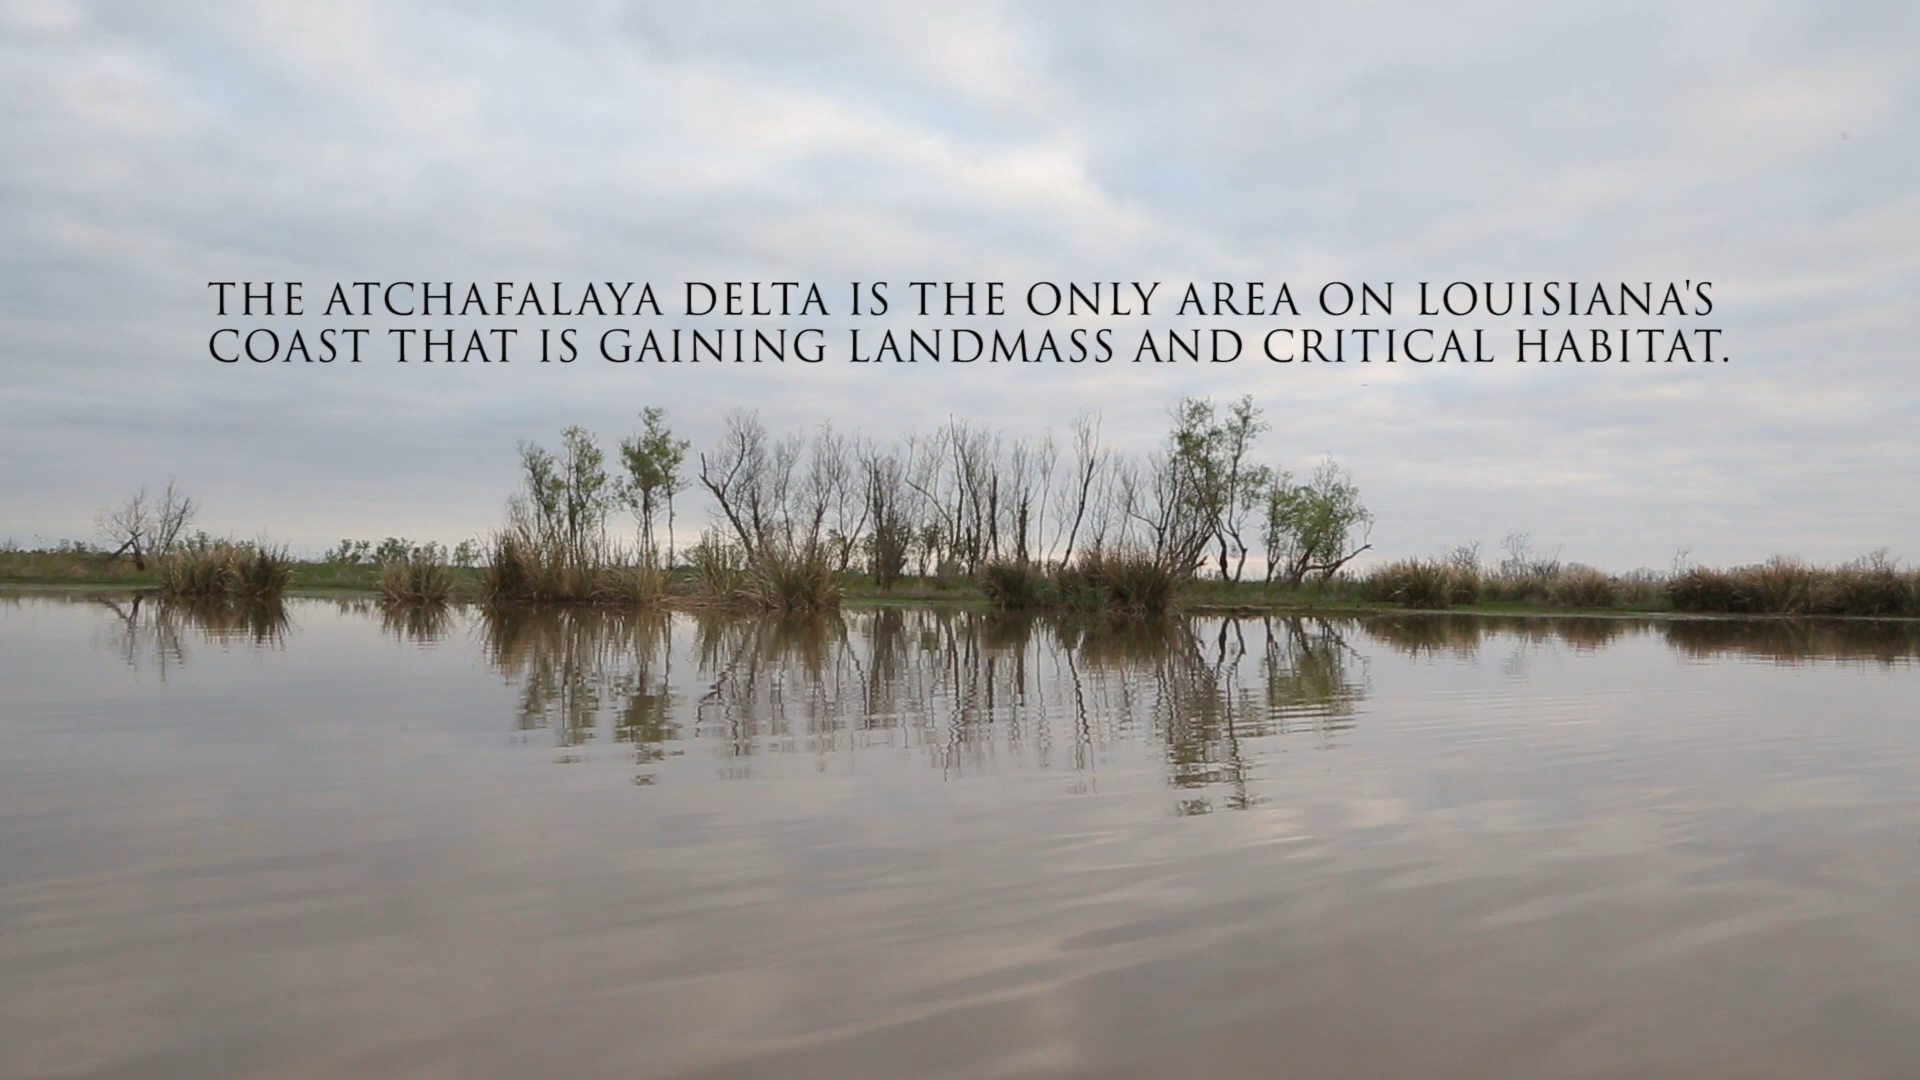 THE ATCHAFALAYA DELTA IS THE ONLY AREA ON LOUISIANA'S
COAST THAT IS GAINING LANDMASS AND CRITICAL HABITAT.